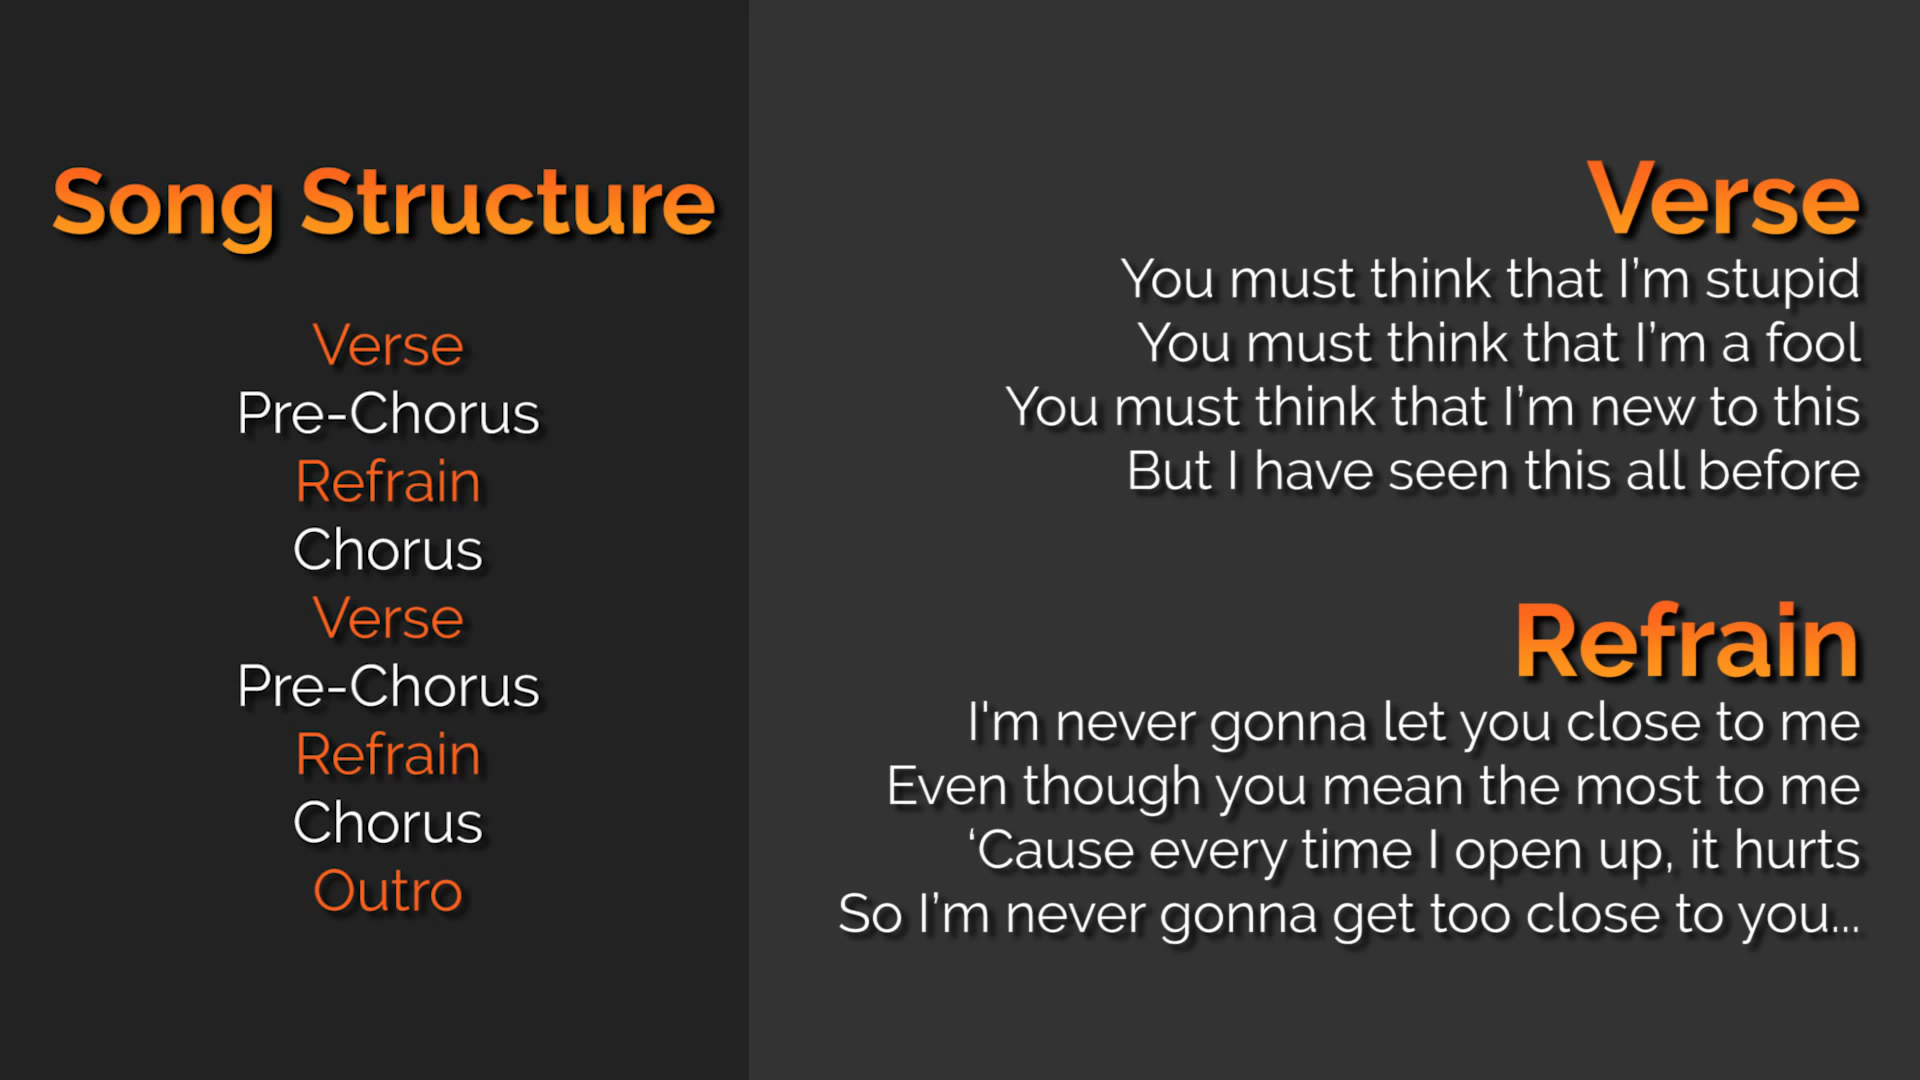 Song Structure
Verse
Pre-Chorus
Refrain
Chorus
Verse
Pre-Chorus
Refrain
Chorus
Outro
Verse
You must think that I’m stupid
You must think that I’m a fool
You must think that I’m new to this
But I have seen this all before
Refrain
I'm never gonna let you close to me
Even though you mean the most to me
‘Cause every time I open up, it hurts
So I’m never gonna get too close to you...